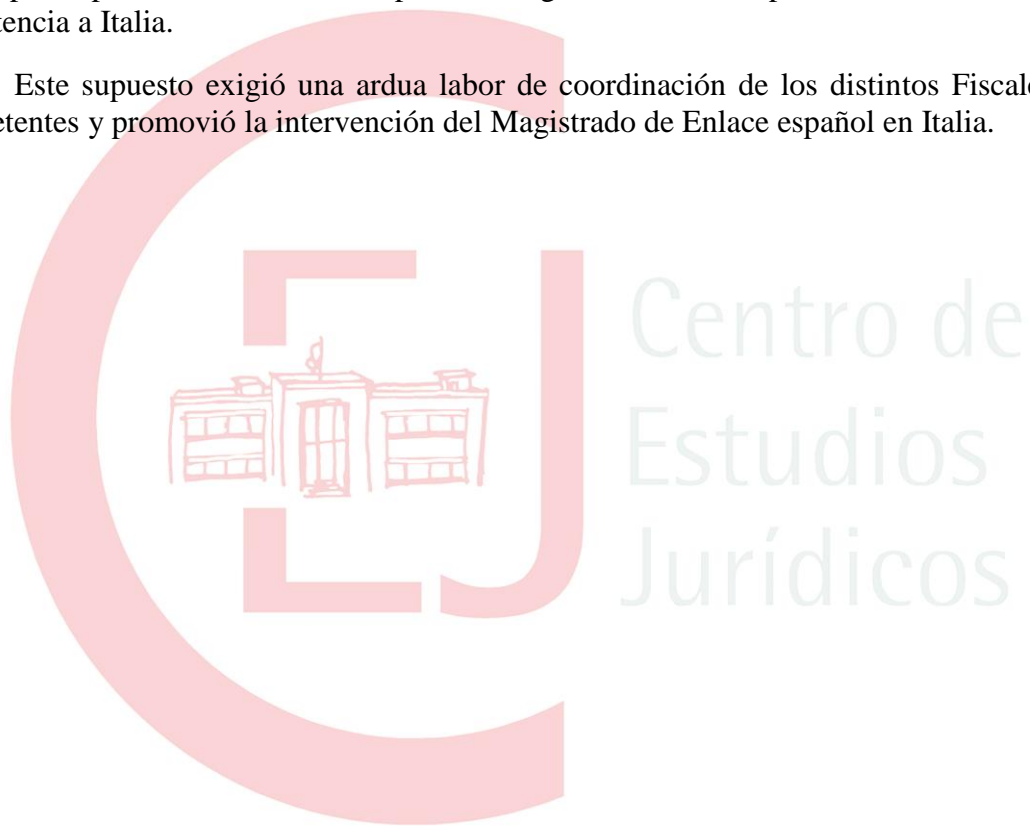 tencia a Italia.
Este supuesto exigió una ardua labor de coordinación de los distintos Fiscale
etentes y promovió la intervención del Magistrado de Enlace español en Italia.
CEJ
Centro de
Estudios
Jurídicos